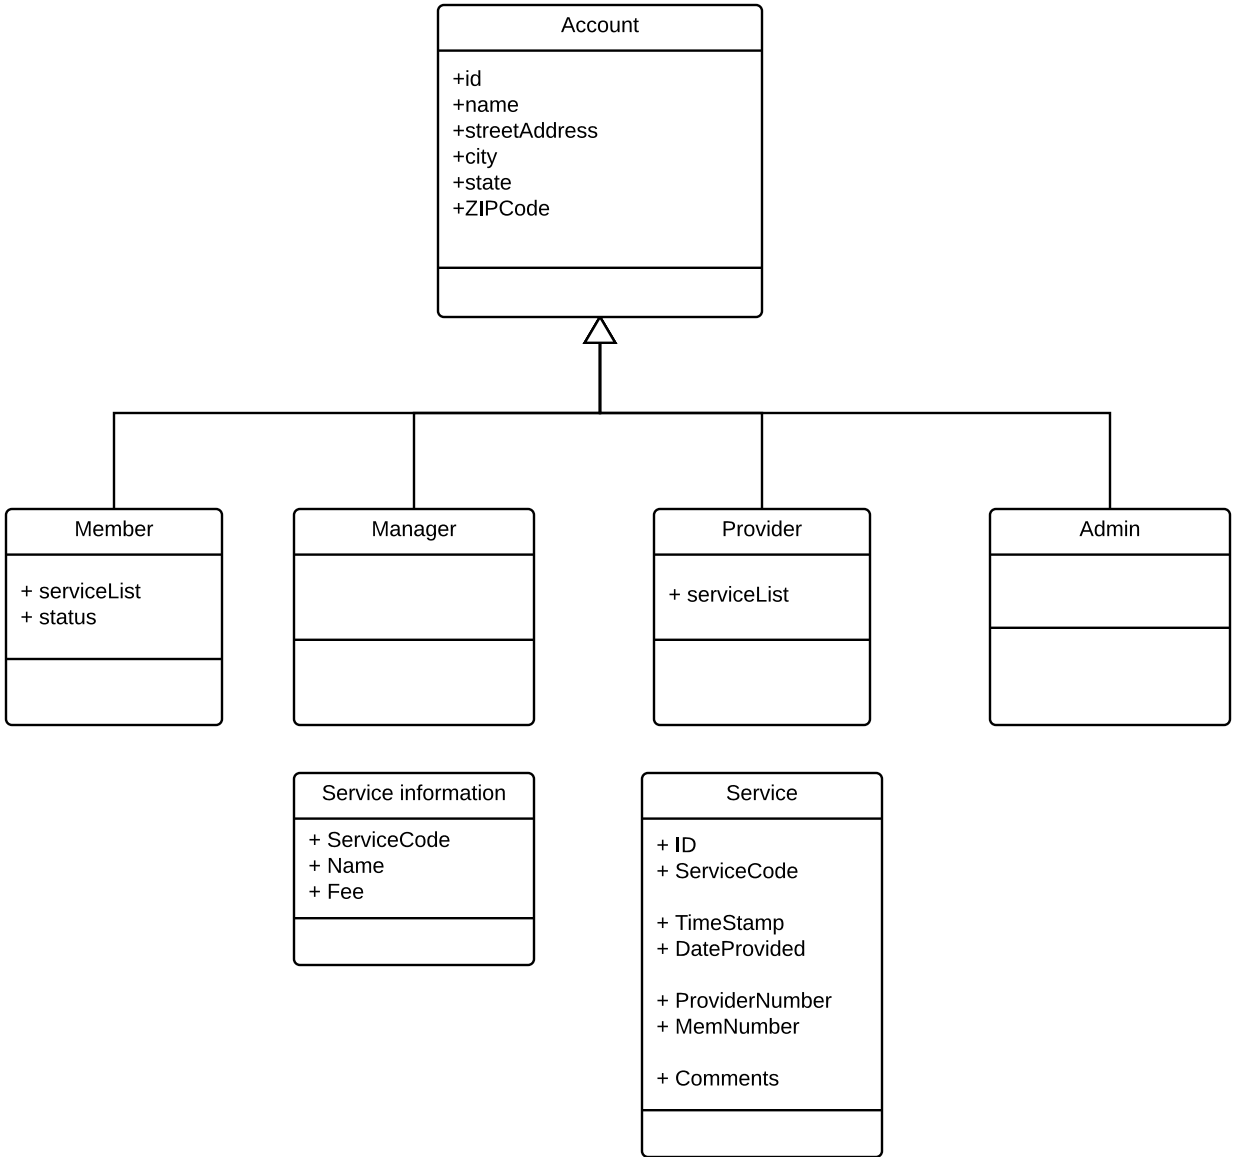 Account
+id
+name
+streetAddress
+city
+state
+ZIPCode
Member
+ serviceList
+ status
Manager
Provider
+ serviceList
Admin
Service information
+ ServiceCode
+ Name
+ Fee
Service
+ ID
+ ServiceCode
+ TimeStamp
+ DateProvided
+ ProviderNumber
+ MemNumber
+ Comments